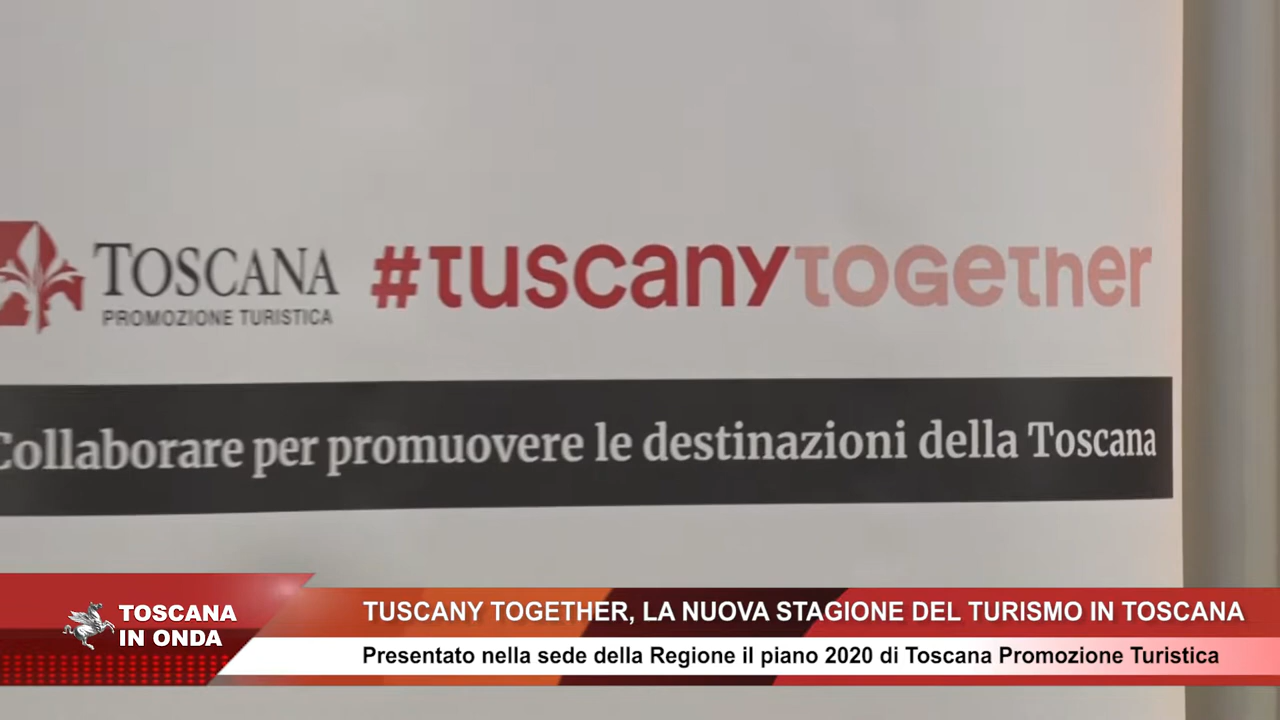 TOSCANA
PROMOZIONE TURISTICA
#tuscanytogether
Collaborare per promuovere le destinazioni della Toscana
TOSCANA
IN ONDA
TUSCANY TOGETHER, LA NUOVA STAGIONE DEL TURISMO IN TOSCANA
Presentato nella sede della Regione il piano 2020 di Toscana Promozione Turistica